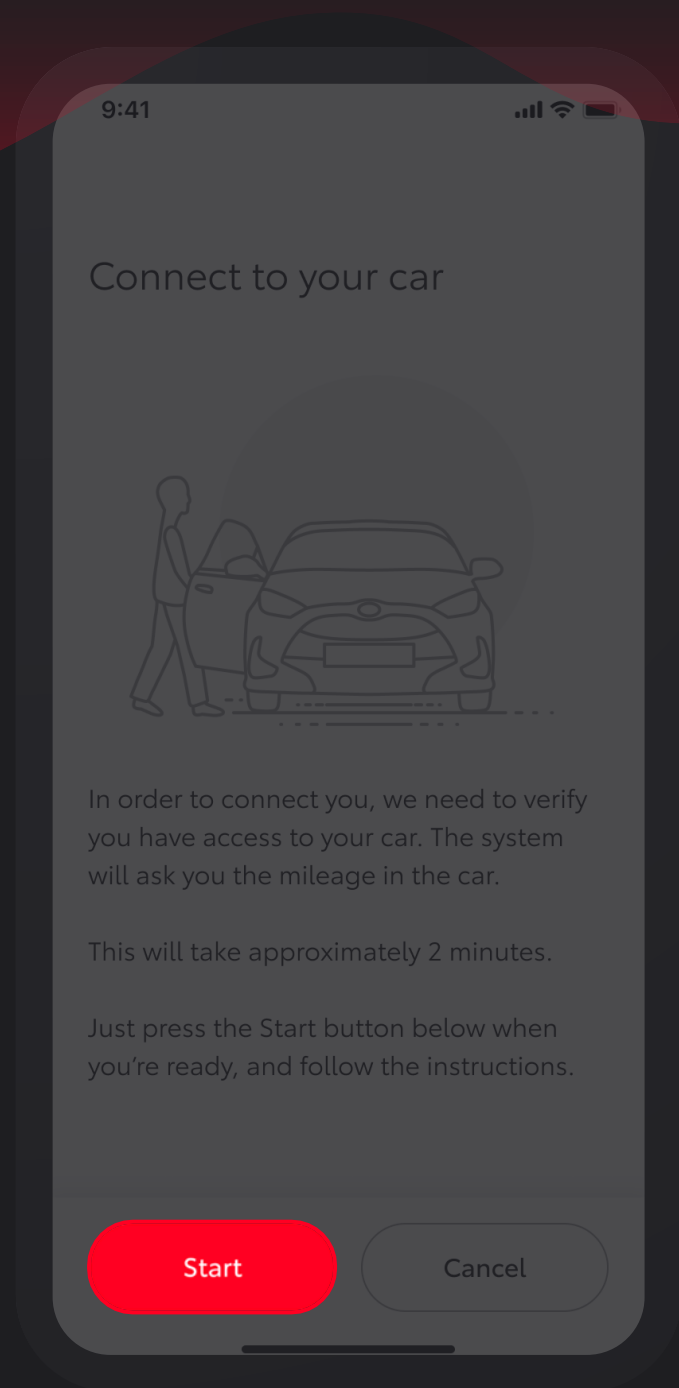 9:41
Connect to your car
In order to connect you, we need to verify
you have access to your car. The system
will ask you the mileage in the car.
This will take approximately 2 minutes.
Just press the Start button below when
you’re ready, and follow the instructions.
Start
Cancel